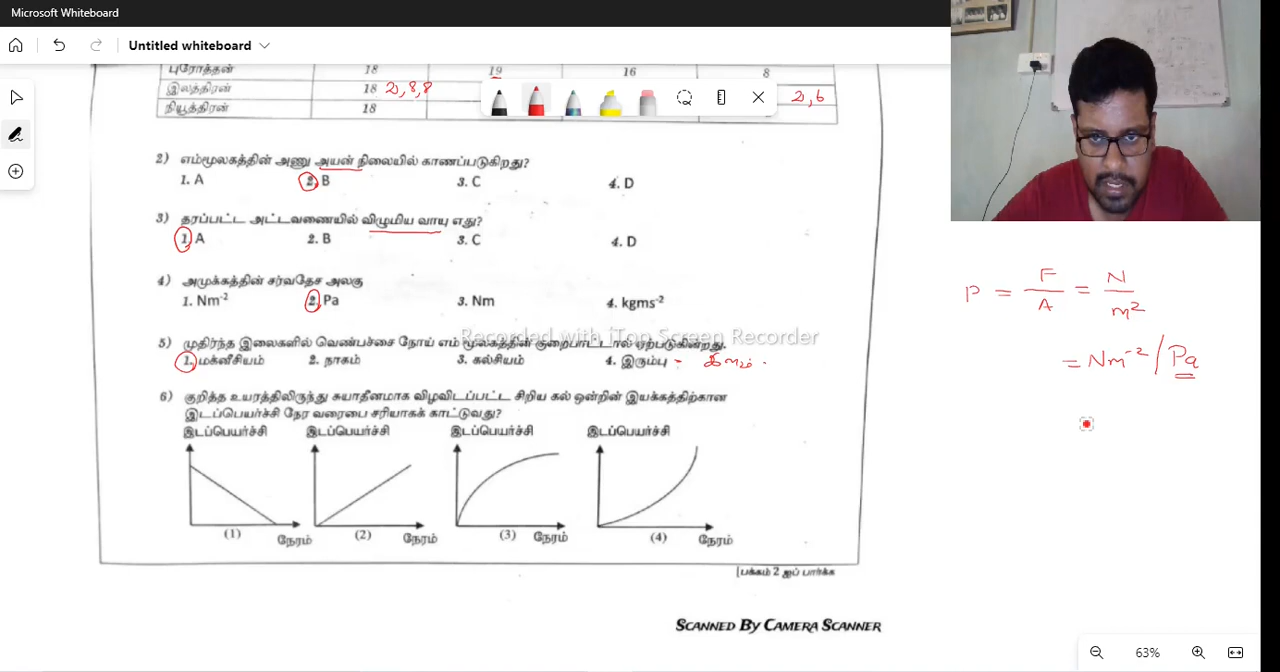 Microsoft Whiteboard
Untitled whiteboard
புரோத்தன் 18 19 16 8
இலத்திரன் 18 2,8,8 2,6
நியூத்திரன் 18
2) எம்மூலகத்தின் அணு அயன் நிலையில் காணப்படுகிறது?
1. A 2. B 3. C 4. D
3) தரப்பட்ட அட்டவணையில் விழுமிய வாயு எது?
1. A 2. B 3. C 4. D
4) அமுக்கத்தின் சர்வதேச அலகு
1. Nm⁻² 2. Pa 3. Nm 4. kgms⁻²
Recorded with iTop Screen Recorder
5) முதிர்ந்த இலைகளில் வெண்பச்சை நோய் எம் மூலகத்தின் குறைபாட்டால் ஏற்படுகின்றது.
1. மக்னீசியம் 2. நாகம் 3. கல்சியம் 4. இரும்பு -
6) குறித்த உயரத்திலிருந்து சுயாதீனமாக விழவிடப்பட்ட சிறிய கல் ஒன்றின் இயக்கத்திற்கான
இடப்பெயர்ச்சி நேர வரைபை சரியாகக் காட்டுவது?
இடப்பெயர்ச்சி இடப்பெயர்ச்சி இடப்பெயர்ச்சி இடப்பெயர்ச்சி
(1) நேரம் (2) நேரம் (3) நேரம் (4) நேரம்
[பக்கம் 2 ஐப் பார்க்க
SCANNED BY CAMERA SCANNER
P = F/A = N/m²
= Nm⁻² / Pa
63%